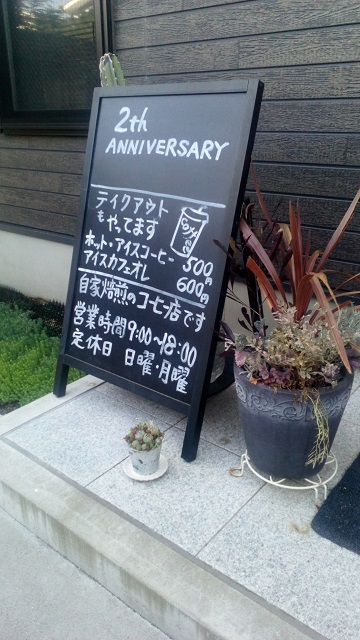 2th
ANNIVERSARY
テイクアウト
もやってます
Coffee
ホット・アイスコーヒー 500円
アイスカフェオレ 600円
自家焙煎のコーヒー店です
営業時間 9:00~18:00
定休日 日曜・月曜